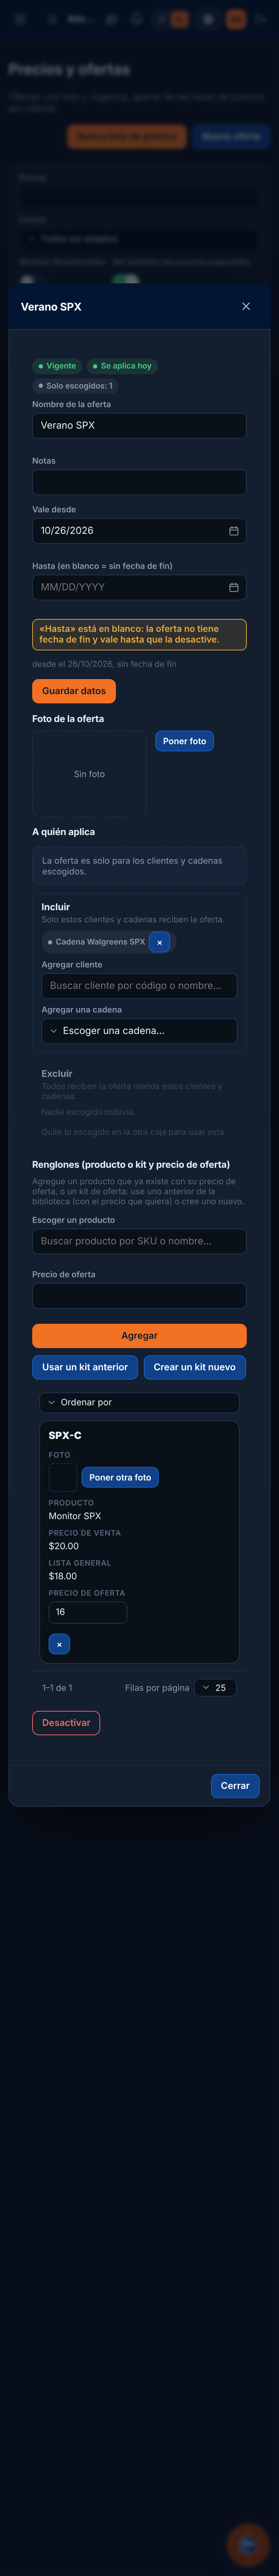 Precios y ofertas
Verano SPX
Vigente
Se aplica hoy
Solo escogidos: 1
Nombre de la oferta
Verano SPX
Notas
Vale desde
10/26/2026
Hasta (en blanco = sin fecha de fin)
MM/DD/YYYY
«Hasta» está en blanco: la oferta no tiene
fecha de fin y vale hasta que la desactive.
desde el 26/10/2026, sin fecha de fin
Guardar datos
Foto de la oferta
Sin foto
Poner foto
A quién aplica
La oferta es solo para los clientes y cadenas
escogidos.
Incluir
Solo estos clientes y cadenas reciben la oferta.
Cadena Walgreens SPX
×
Agregar cliente
Buscar cliente por código o nombre...
Agregar una cadena
Escoger una cadena...
Excluir
Todos reciben la oferta menos estos clientes y
cadenas.
Nadie escogido todavía.
Quite lo escogido en la otra caja para usar esta.
Renglones (producto o kit y precio de oferta)
Agregue un producto que ya existe con su precio de
oferta, o un kit de oferta: use uno anterior de la
biblioteca (con el precio que quiera) o cree uno nuevo.
Escoger un producto
Buscar producto por SKU o nombre...
Precio de oferta
Agregar
Usar un kit anterior
Crear un kit nuevo
Ordenar por
SPX-C
FOTO
Poner otra foto
PRODUCTO
Monitor SPX
PRECIO DE VENTA
$20.00
LISTA GENERAL
$18.00
PRECIO DE OFERTA
16
×
1–1 de 1
Filas por página
25
Desactivar
Cerrar